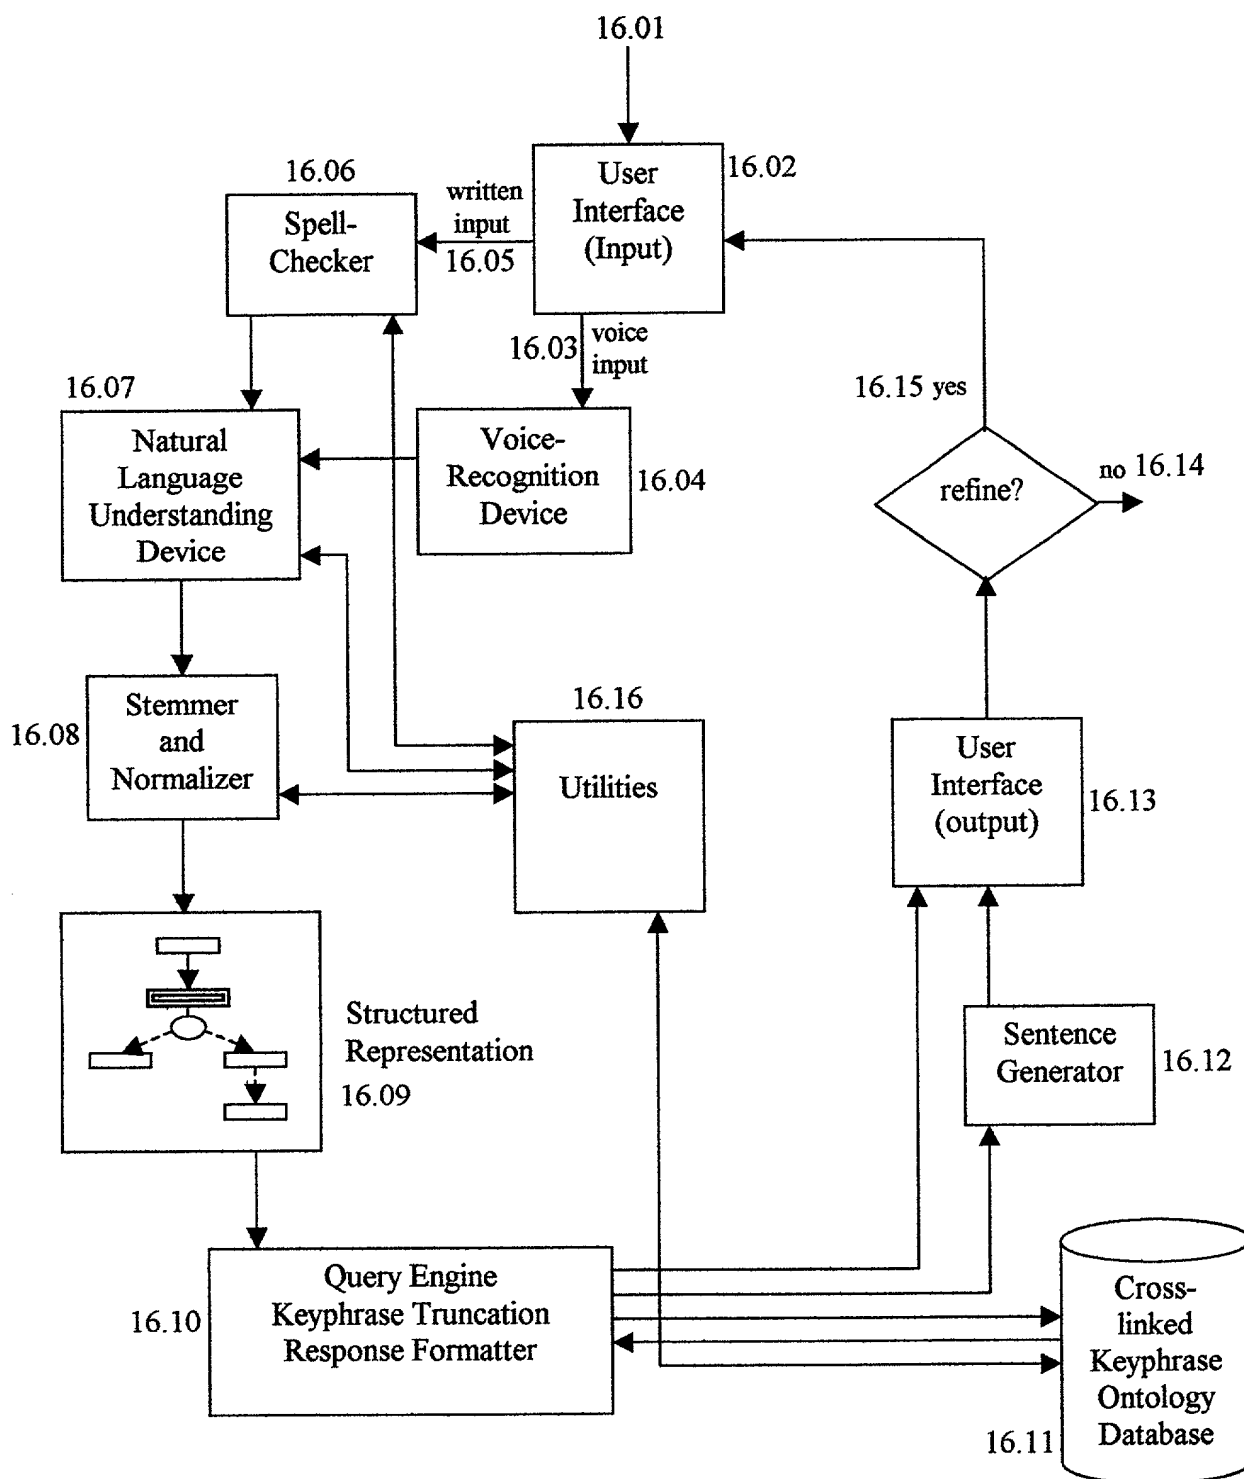 16.01
16.06
Spell-
Checker
written
input
16.05
User
Interface
(Input)
16.02
16.03
voice
input
16.07
Natural
Language
Understanding
Device
Voice-
Recognition
Device
16.04
16.15 yes
refine?
no 16.14
16.08
Stemmer
and
Normalizer
16.16
Utilities
User
Interface
(output)
16.13
Structured
Representation
16.09
Sentence
Generator
16.12
16.10
Query Engine
Keyphrase Truncation
Response Formatter
Cross-
linked
Keyphrase
Ontology
Database
16.11